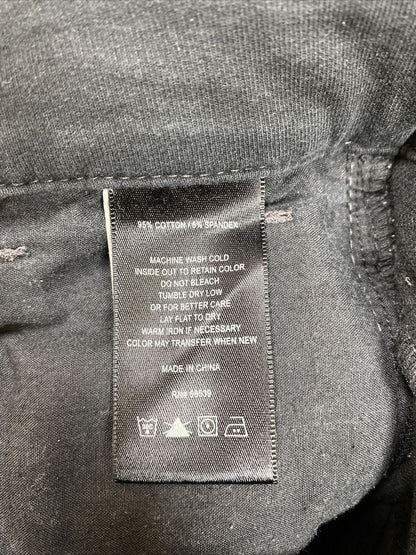 95% COTTON / 5% SPANDEX
MACHINE WASH COLD
INSIDE OUT TO RETAIN COLOR
DO NOT BLEACH
TUMBLE DRY LOW
OR FOR BETTER CARE
LAY FLAT TO DRY
WARM IRON IF NECESSARY
COLOR MAY TRANSFER WHEN NEW
MADE IN CHINA
RN#